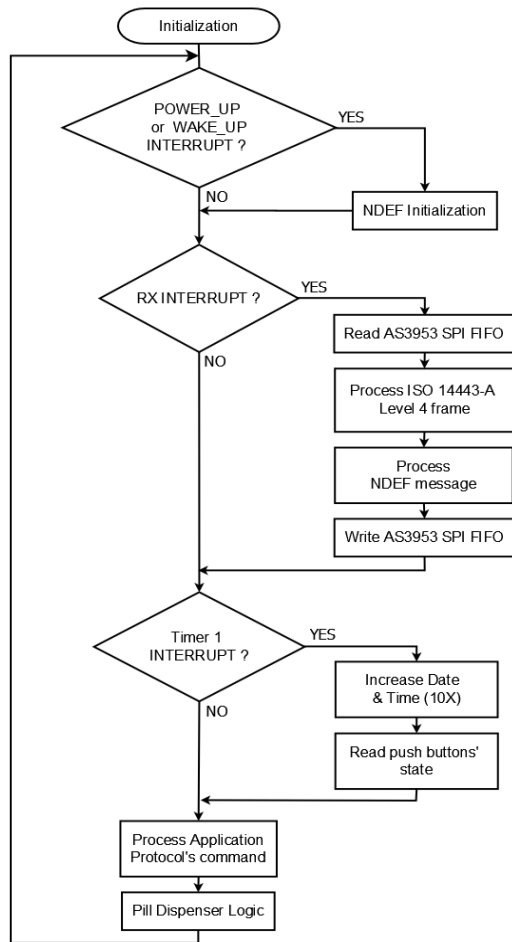 Initialization
POWER_UP
or WAKE_UP
INTERRUPT ?
YES
NO
NDEF Initialization
RX INTERRUPT ?
YES
NO
Read AS3953 SPI FIFO
Process ISO 14443-A
Level 4 frame
Process
NDEF message
Write AS3953 SPI FIFO
Timer 1
INTERRUPT ?
YES
NO
Increase Date
& Time (10X)
Read push buttons'
state
Process Application
Protocol's command
Pill Dispenser Logic